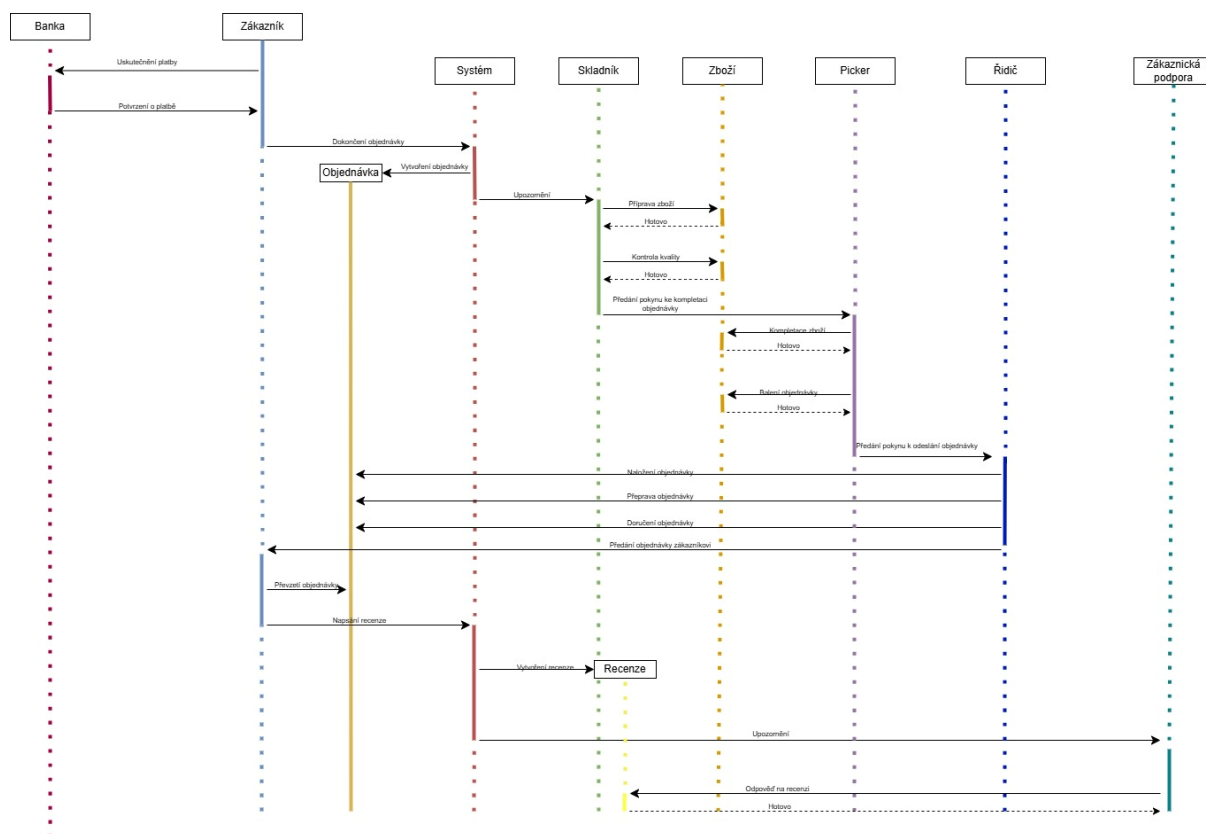 Banka
Zákazník
Systém
Skladník
Zboží
Picker
Řidič
Zákaznická
podpora
Uskutečnění platby
Potvrzení o platbě
Dokončení objednávky
Vytvoření objednávky
Objednávka
Upozornění
Příprava zboží
Hotovo
Kontrola kvality
Hotovo
Předání pokynu ke kompletaci
objednávky
Kompletace zboží
Hotovo
Balení objednávky
Hotovo
Předání pokynu k odeslání objednávky
Naložení objednávky
Přeprava objednávky
Doručení objednávky
Předání objednávky zákazníkovi
Převzetí objednávky
Napsání recenze
Vytvoření recenze
Recenze
Upozornění
Odpověď na recenzi
Hotovo